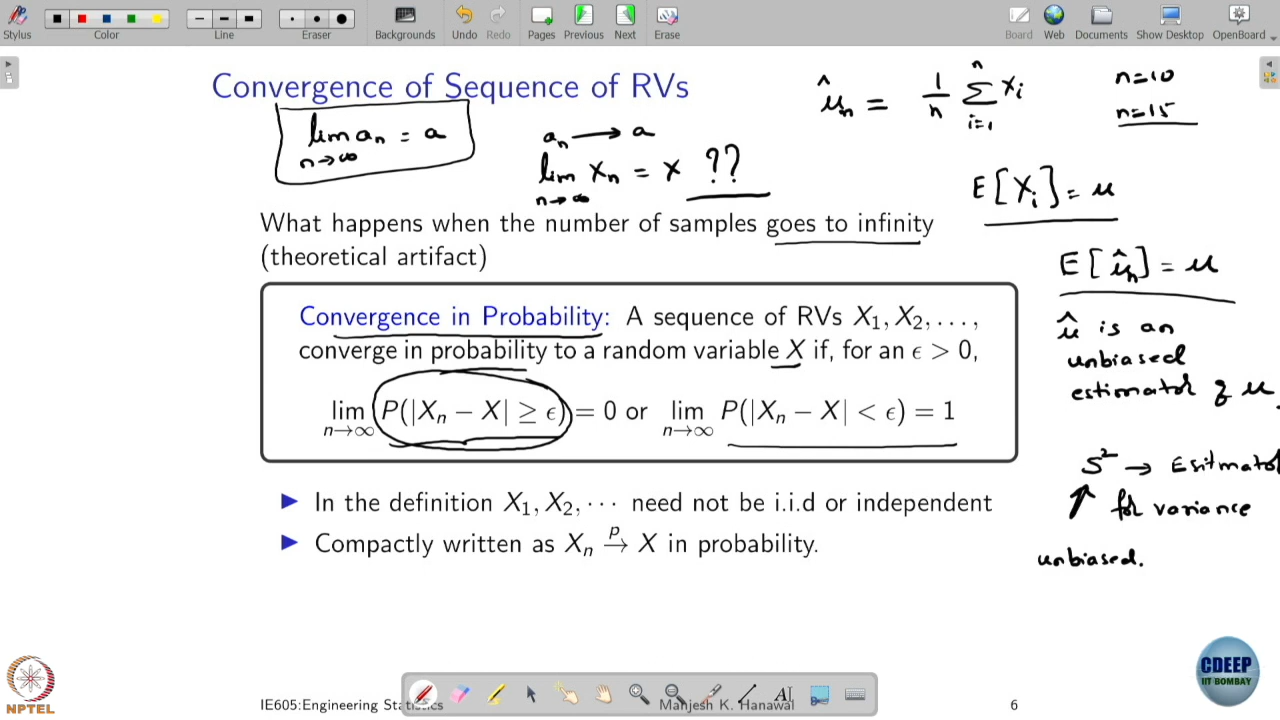 Stylus
Color
Line
Eraser
Backgrounds
Undo
Redo
Pages
Previous
Next
Erase
Board
Web
Documents
Show Desktop
OpenBoard
Convergence of Sequence of RVs
lim n→∞ an = a
an → a
lim n→∞ Xn = X ??
μ̂n = 1/n Σ i=1 n Xi
n=10
n=15
E[Xi] = μ
What happens when the number of samples goes to infinity
(theoretical artifact)
E[μ̂n] = μ
μ̂ is an
unbiased
estimator of μ.
Convergence in Probability: A sequence of RVs X₁, X₂, . . . ,
converge in probability to a random variable X if, for an ϵ > 0,
lim n→∞ P(|Xn − X| ≥ ϵ) = 0 or lim n→∞ P(|Xn − X| < ϵ) = 1
S² → Esitmator
for variance
unbiased.
▶ In the definition X₁, X₂, · · · need not be i.i.d or independent
▶ Compactly written as Xn →p X in probability.
NPTEL
IE605:Engineering Statistics
Manjesh K. Hanawal
6
CDEEP
IIT BOMBAY